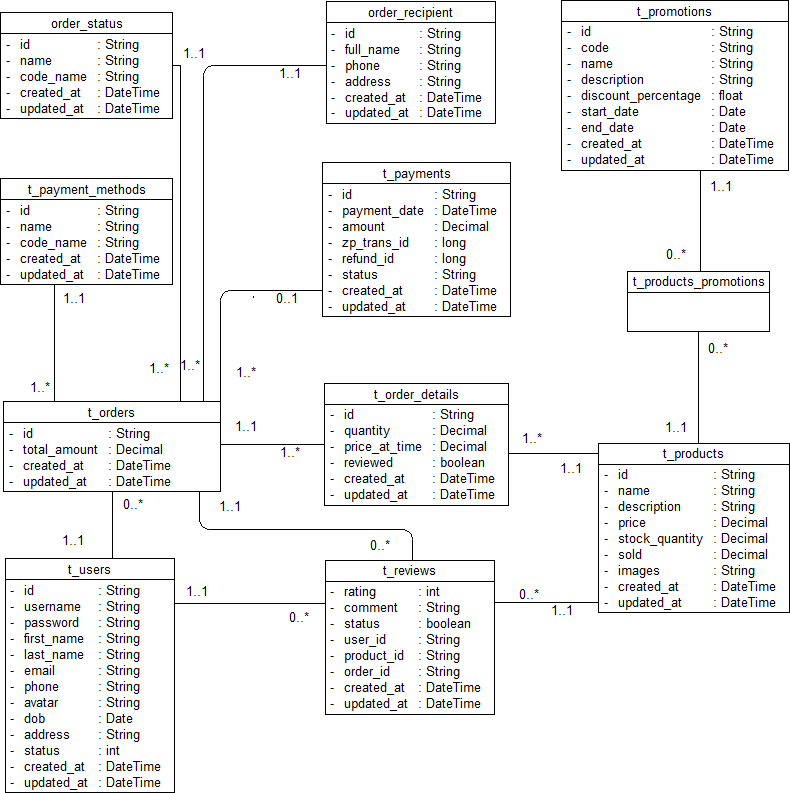 order_status
- id : String
- name : String
- code_name : String
- created_at : DateTime
- updated_at : DateTime
1..1
order_recipient
- id : String
- full_name : String
- phone : String
- address : String
- created_at : DateTime
- updated_at : DateTime
1..1
t_promotions
- id : String
- code : String
- name : String
- description : String
- discount_percentage : float
- start_date : Date
- end_date : Date
- created_at : DateTime
- updated_at : DateTime
1..1
0..*
t_payment_methods
- id : String
- name : String
- code_name : String
- created_at : DateTime
- updated_at : DateTime
1..1
1..*
1..*
1..*
t_payments
- id : String
- payment_date : DateTime
- amount : Decimal
- zp_trans_id : long
- refund_id : long
- status : String
- created_at : DateTime
- updated_at : DateTime
0..1
1..*
t_products_promotions
0..*
1..1
t_orders
- id : String
- total_amount : Decimal
- created_at : DateTime
- updated_at : DateTime
1..1
1..*
t_order_details
- id : String
- quantity : Decimal
- price_at_time : Decimal
- reviewed : boolean
- created_at : DateTime
- updated_at : DateTime
1..*
1..1
t_products
- id : String
- name : String
- description : String
- price : Decimal
- stock_quantity : Decimal
- sold : Decimal
- images : String
- created_at : DateTime
- updated_at : DateTime
0..*
1..1
1..1
0..*
t_users
- id : String
- username : String
- password : String
- first_name : String
- last_name : String
- email : String
- phone : String
- avatar : String
- dob : Date
- address : String
- status : int
- created_at : DateTime
- updated_at : DateTime
1..1
0..*
t_reviews
- rating : int
- comment : String
- status : boolean
- user_id : String
- product_id : String
- order_id : String
- created_at : DateTime
- updated_at : DateTime
0..*
1..1